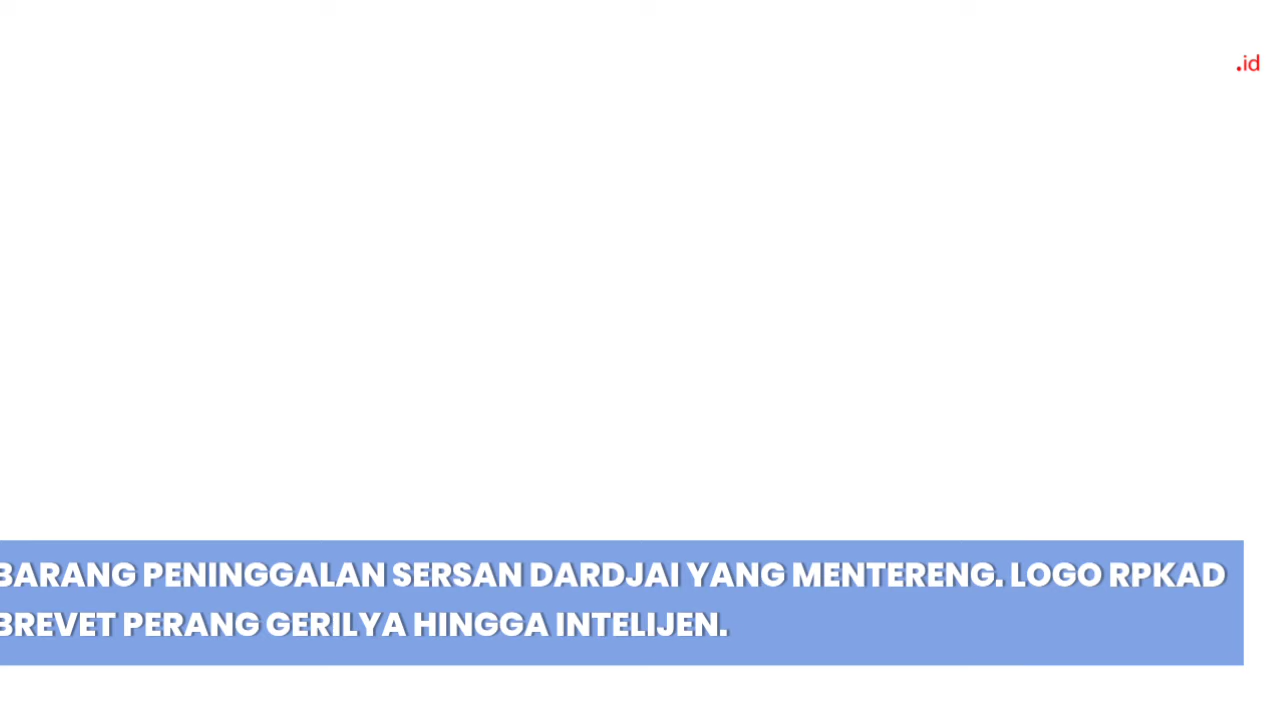 .id
BARANG PENINGGALAN SERSAN DARDJAI YANG MENTERENG. LOGO RPKAD
BREVET PERANG GERILYA HINGGA INTELIJEN.